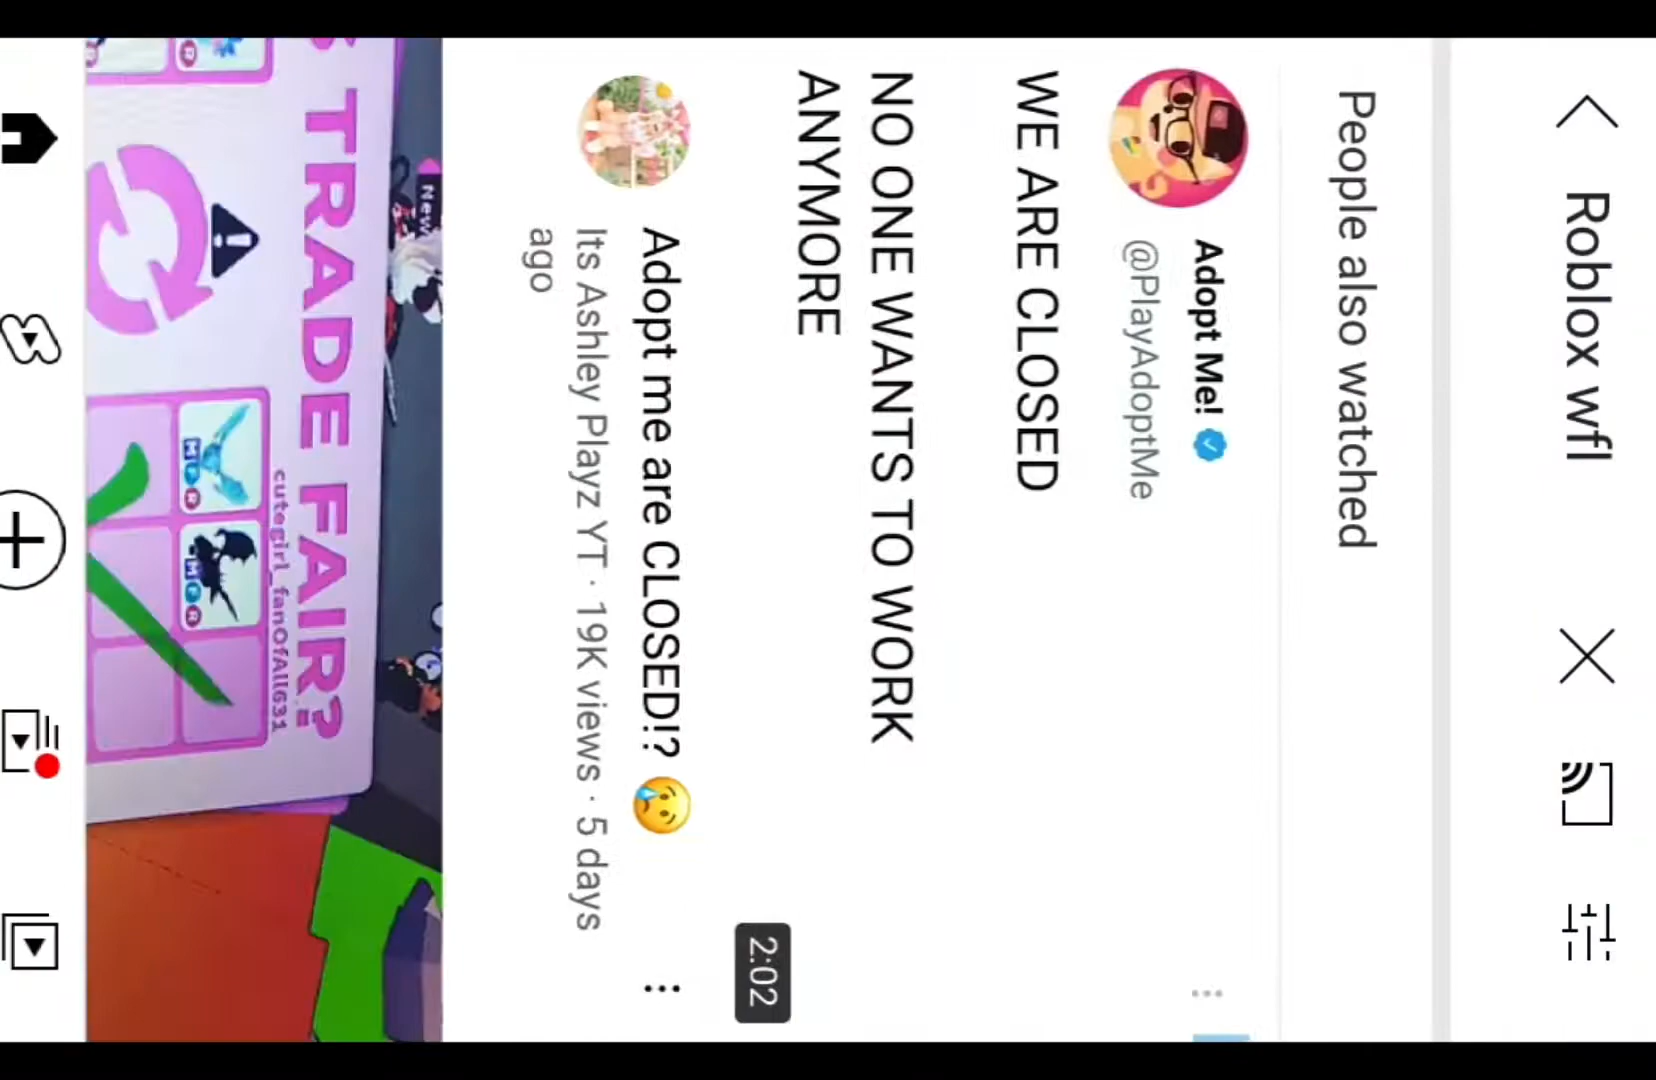 Roblox wfl
People also watched
Adopt Me!
@PlayAdoptMe
WE ARE CLOSED
NO ONE WANTS TO WORK
ANYMORE
2:02
Adopt me are CLOSED!? 😢
Its Ashley Playz YT · 19K views · 5 days
ago
New
S TRADE FAIR?
cutegirl_fanOfAll631
R
M F R
M F R
R